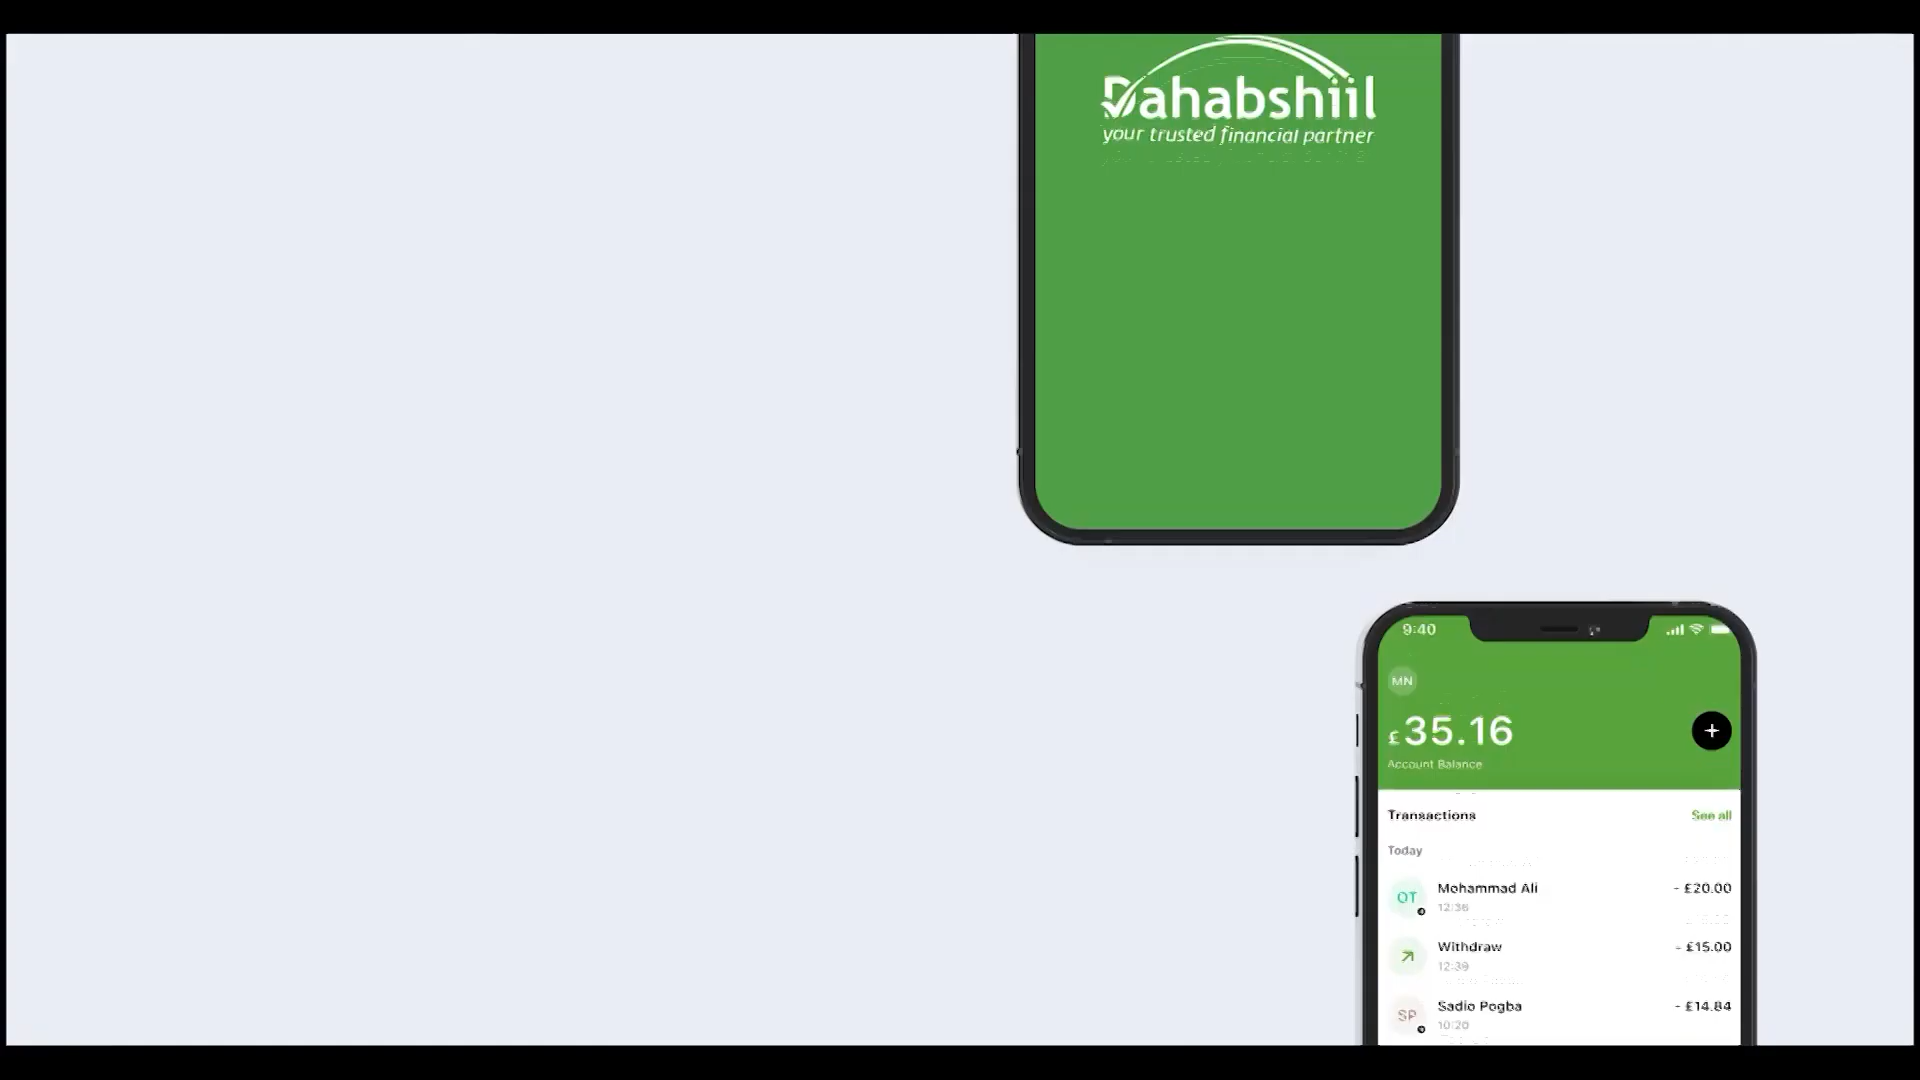 Dahabshiil
your trusted financial partner
9:40
MN
£35.16
Account Balance
Transactions
See all
Today
OT
Mohammad Ali
- £20.00
12:36
Withdraw
- £15.00
12:39
SP
Sadio Pogba
- £14.84
10:20